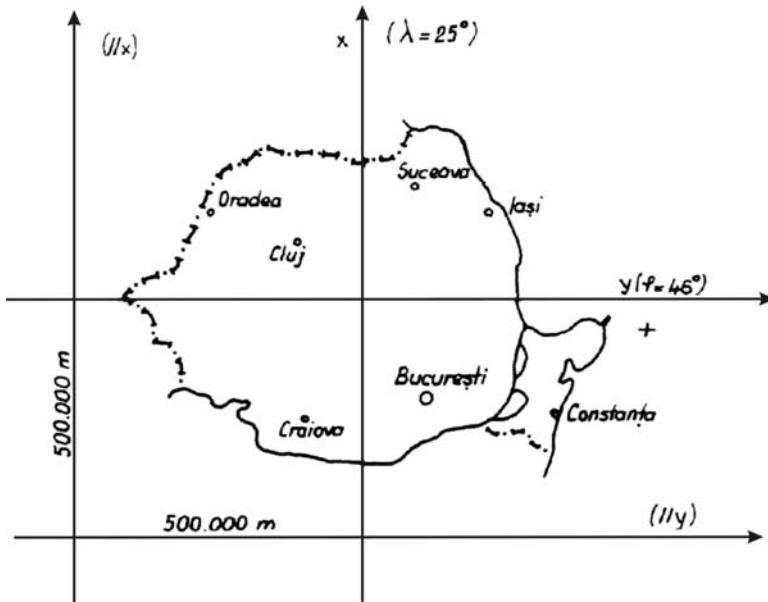 (//x)
x
(λ=25°)
Suceava
Oradea
Iași
Cluj
y(φ=46°)
București
Constanța
Craiova
500.000 m
500.000 m
(//y)